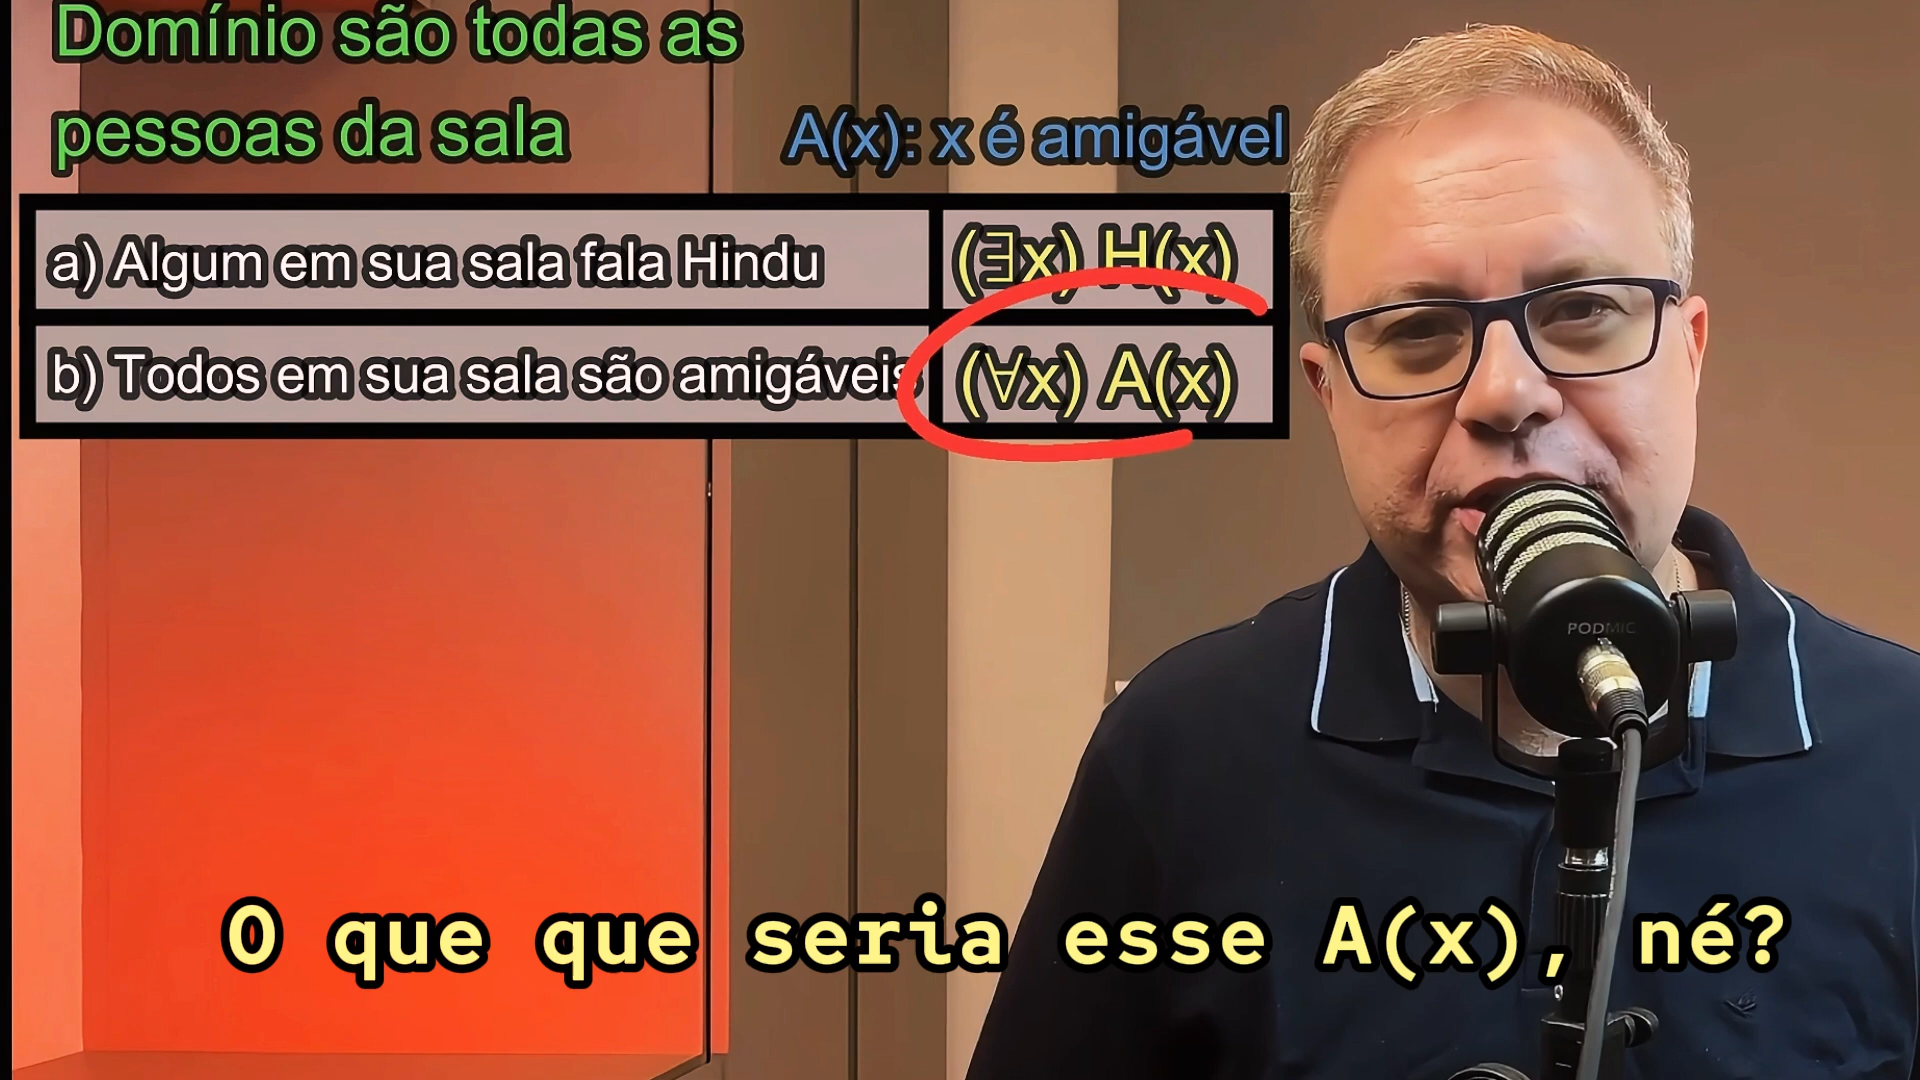 Domínio são todas as
pessoas da sala
A(x): x é amigável
a) Algum em sua sala fala Hindu
(∃x) H(x)
b) Todos em sua sala são amigáveis
(∀x) A(x)
PODMIC
O que que seria esse A(x), né?